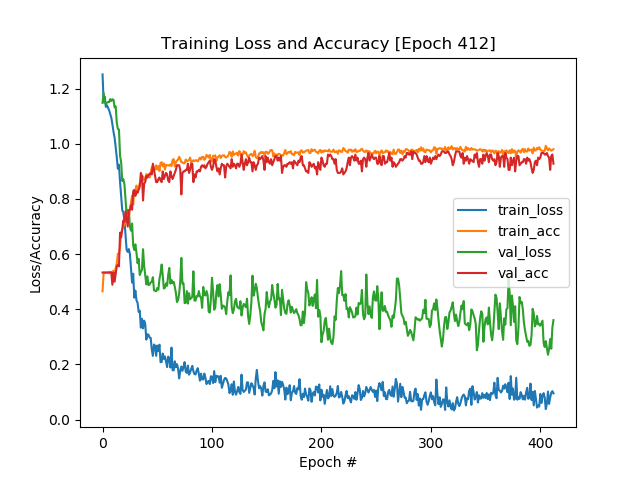 Training Loss and Accuracy [Epoch 412]
Loss/Accuracy
1.2
1.0
0.8
0.6
0.4
0.2
0.0
train_loss
train_acc
val_loss
val_acc
0 100 200 300 400
Epoch #